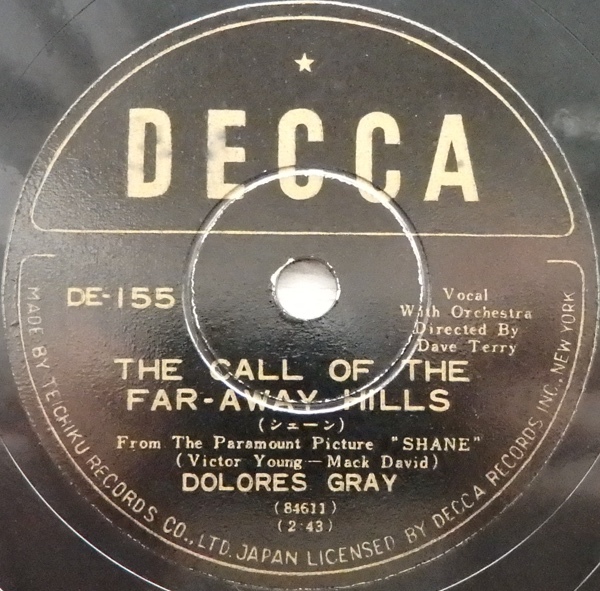 DECCA
DE-155
Vocal
With Orchestra
Directed By
Dave Terry
THE CALL OF THE
FAR-AWAY HILLS
(シェーン)
From The Paramount Picture "SHANE"
(Victor Young—Mack David)
DOLORES GRAY
(84611)
(2:43)
MADE BY TEICHIKU RECORDS CO., LTD. JAPAN LICENSED BY DECCA RECORDS INC., NEW YORK